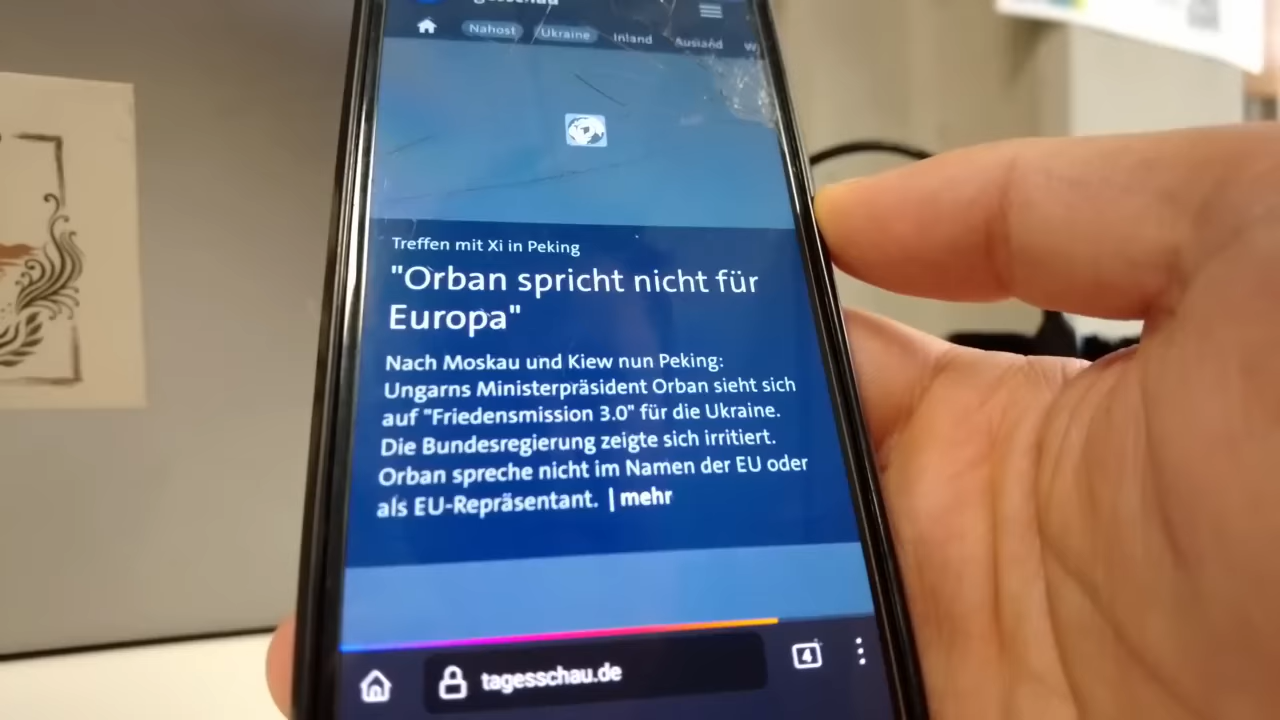 tagesschau
Nahost Ukraine Inland Ausland W
Treffen mit Xi in Peking
"Orban spricht nicht für
Europa"
Nach Moskau und Kiew nun Peking:
Ungarns Ministerpräsident Orban sieht sich
auf "Friedensmission 3.0" für die Ukraine.
Die Bundesregierung zeigte sich irritiert.
Orban spreche nicht im Namen der EU oder
als EU-Repräsentant. | mehr
tagesschau.de
4